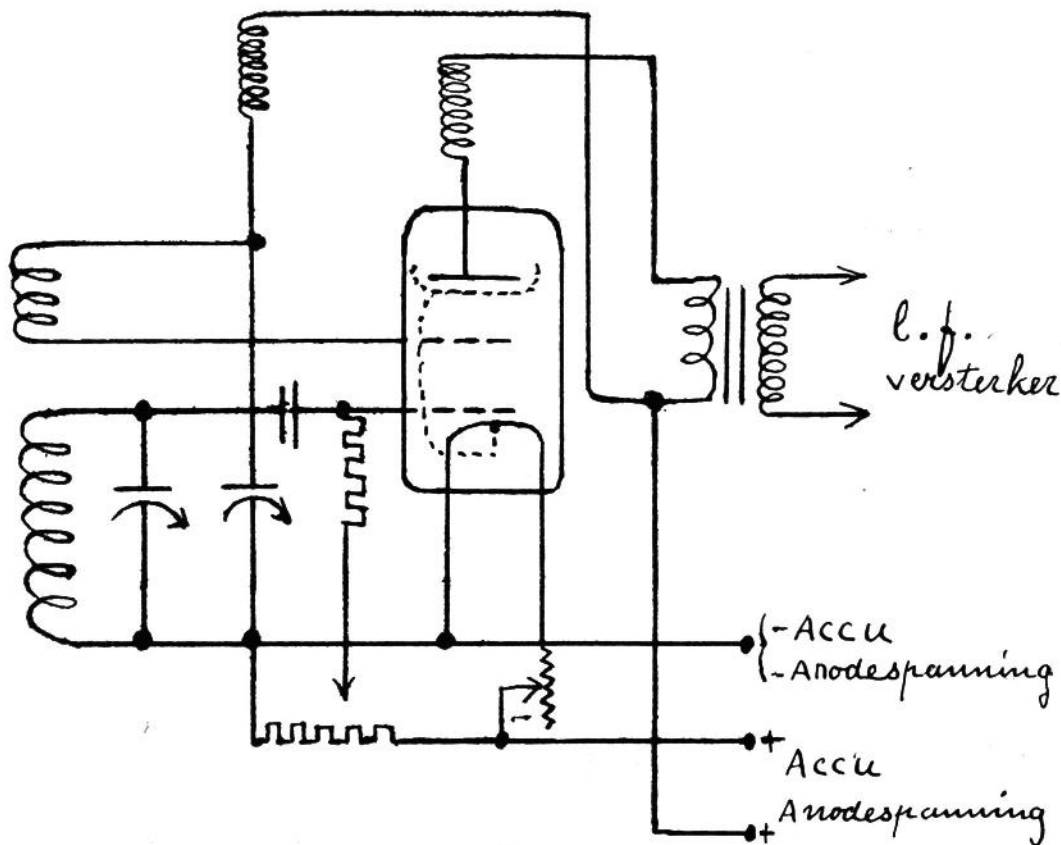 l.f.
versterker
- Accu
- Anodespanning
+ Accu
Anodespanning
+